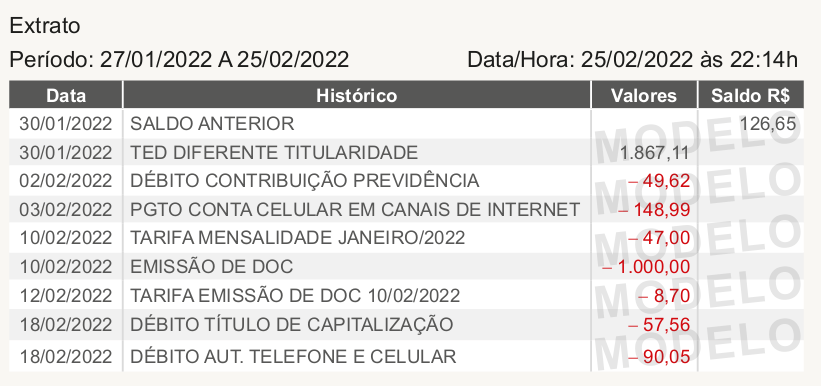 Extrato
Período: 27/01/2022 A 25/02/2022 Data/Hora: 25/02/2022 às 22:14h
Data Histórico Valores Saldo R$
30/01/2022 SALDO ANTERIOR 126,65
30/01/2022 TED DIFERENTE TITULARIDADE 1.867,11
02/02/2022 DÉBITO CONTRIBUIÇÃO PREVIDÊNCIA – 49,62
03/02/2022 PGTO CONTA CELULAR EM CANAIS DE INTERNET – 148,99
10/02/2022 TARIFA MENSALIDADE JANEIRO/2022 – 47,00
10/02/2022 EMISSÃO DE DOC – 1.000,00
12/02/2022 TARIFA EMISSÃO DE DOC 10/02/2022 – 8,70
18/02/2022 DÉBITO TÍTULO DE CAPITALIZAÇÃO – 57,56
18/02/2022 DÉBITO AUT. TELEFONE E CELULAR – 90,05
MODELO
MODELO
MODELO
MODELO
MODELO